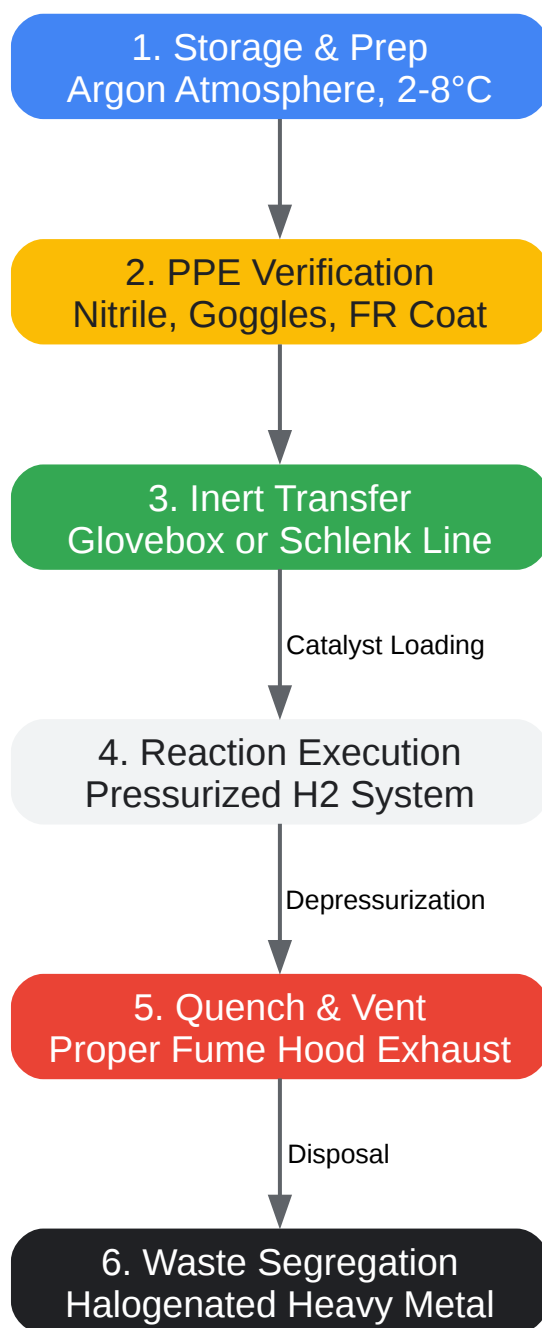 1. Storage & Prep
Argon Atmosphere, 2-8°C
2. PPE Verification
Nitrile, Goggles, FR Coat
3. Inert Transfer
Glovebox or Schlenk Line
Catalyst Loading
4. Reaction Execution
Pressurized H2 System
Depressurization
5. Quench & Vent
Proper Fume Hood Exhaust
Disposal
6. Waste Segregation
Halogenated Heavy Metal